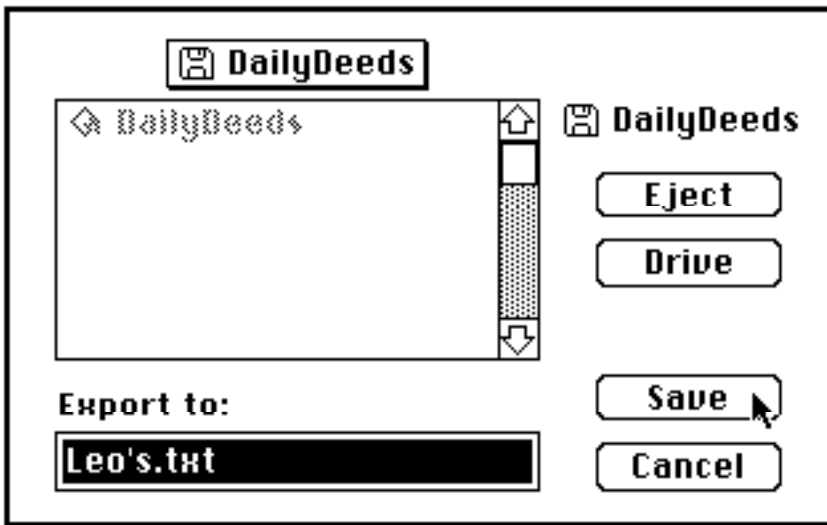 DailyDeeds
DailyDeeds
DailyDeeds
Eject
Drive
Export to:
Leo's.txt
Save
Cancel